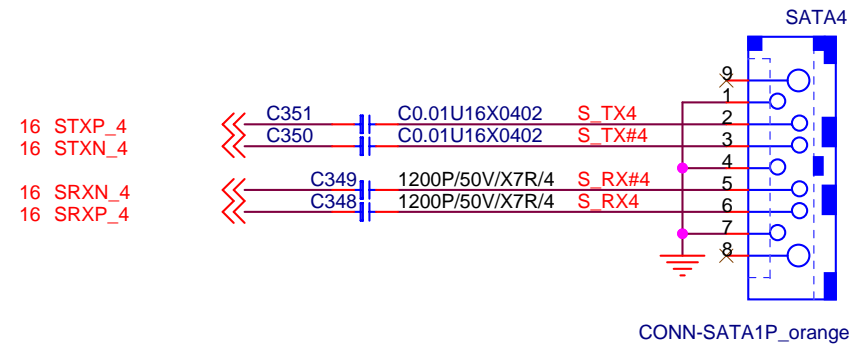 SATA4
9
1
C351 C0.01U16X0402 S_TX4 2
16 STXP_4
C350 C0.01U16X0402 S_TX#4 3
16 STXN_4
4
C349 1200P/50V/X7R/4 S_RX#4 5
16 SRXN_4
C348 1200P/50V/X7R/4 S_RX4 6
16 SRXP_4
7
8
CONN-SATA1P_orange